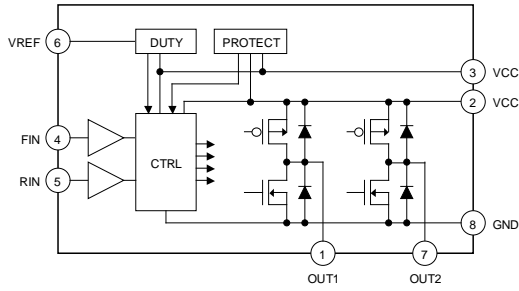 VREF 6 DUTY PROTECT
3 VCC
2 VCC
FIN 4
CTRL
RIN 5
8 GND
1 7
OUT1 OUT2